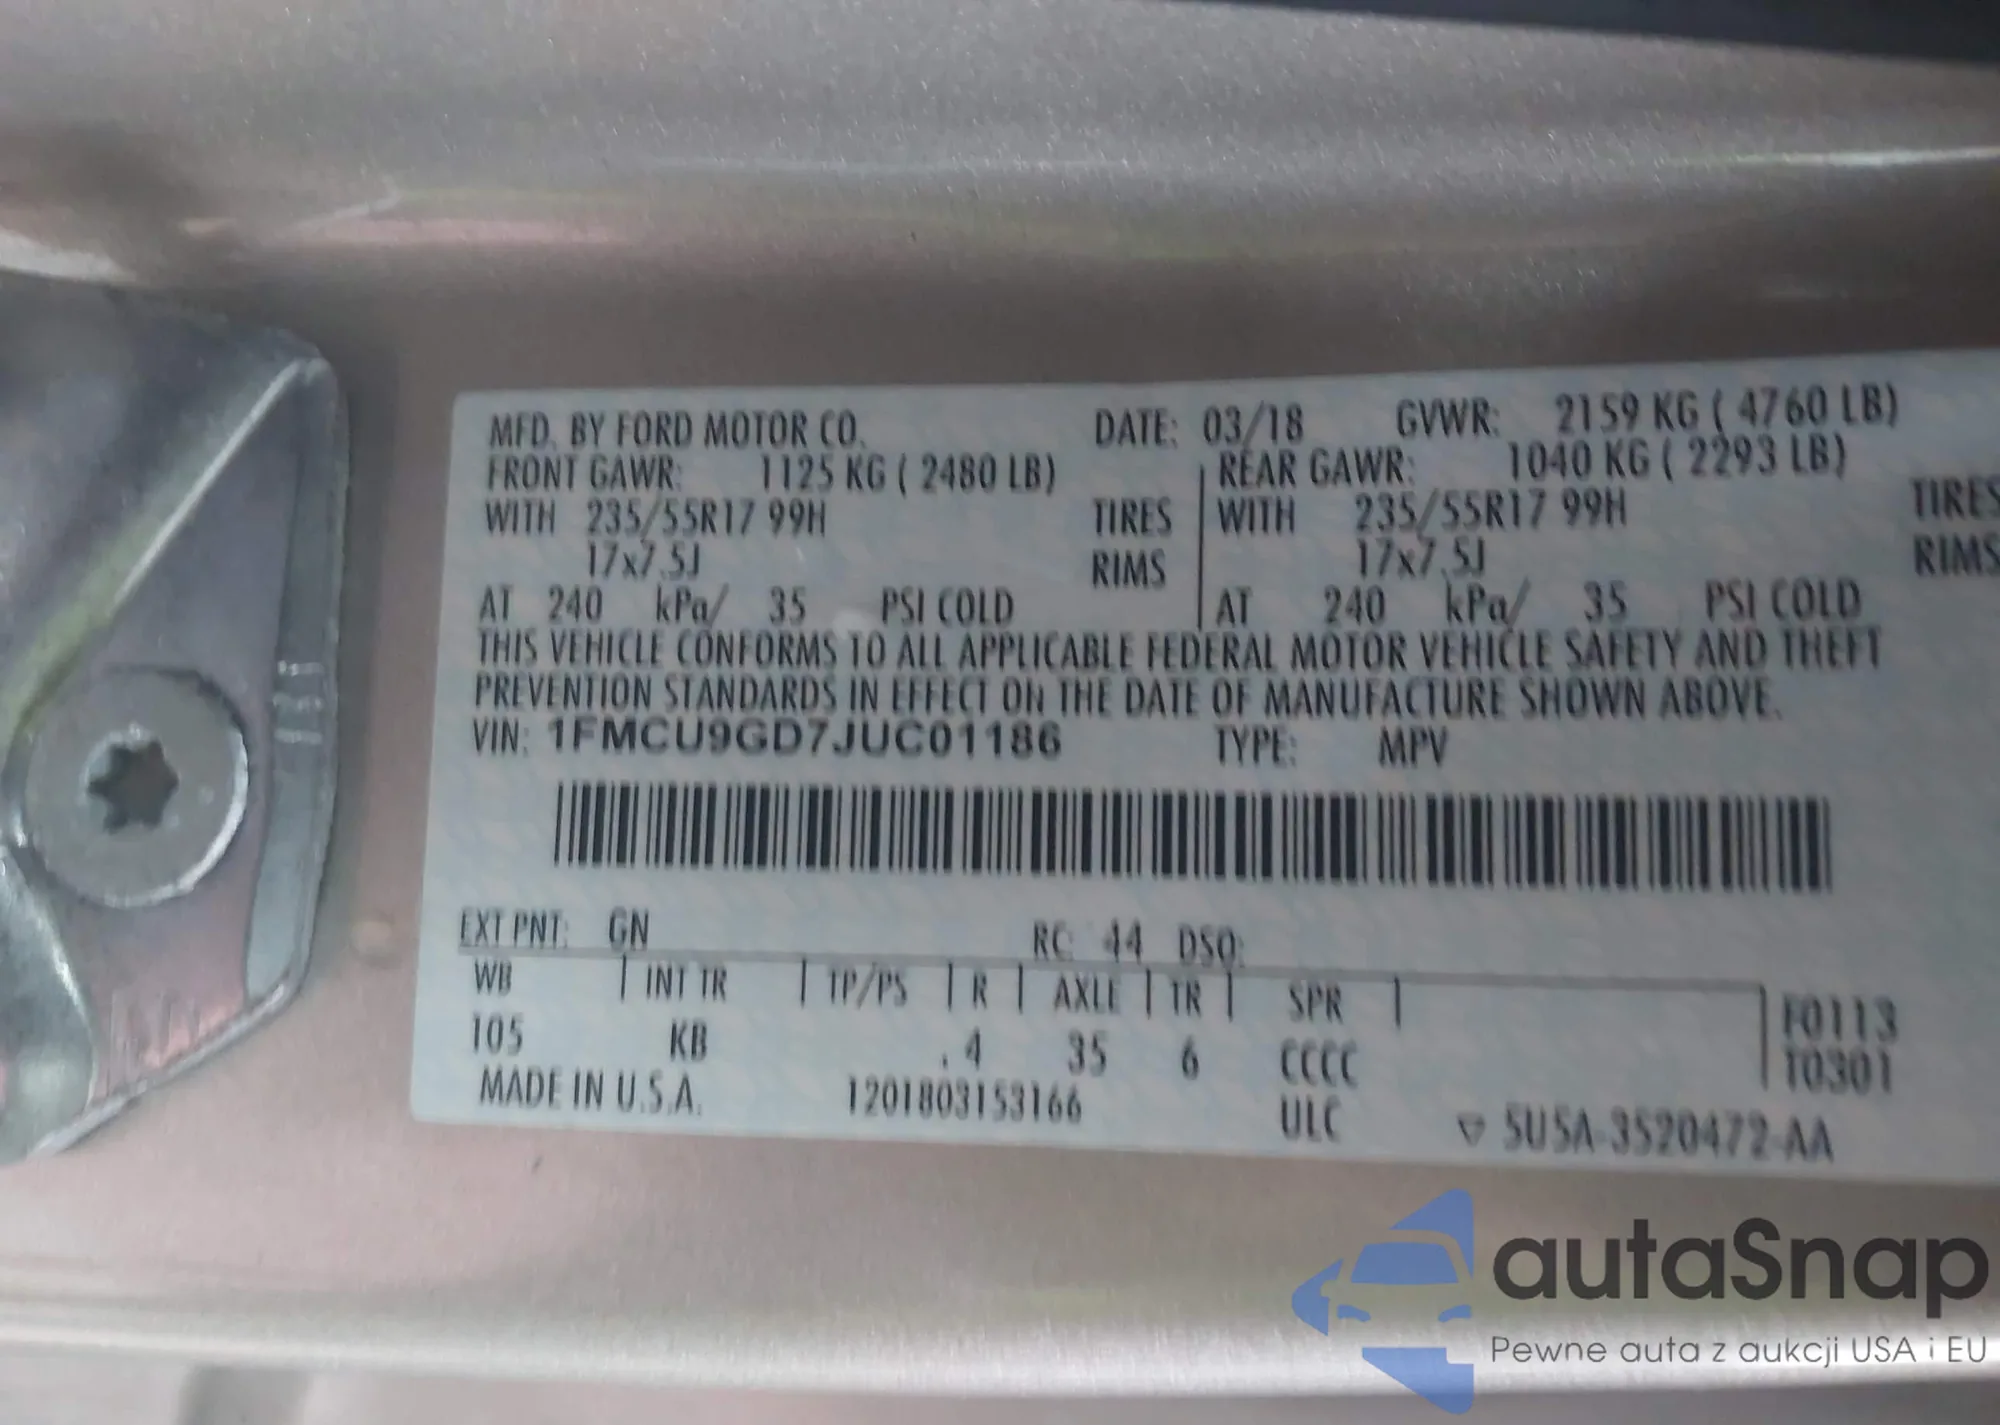 MFD. BY FORD MOTOR CO. DATE: 03/18 GVWR: 2159 KG ( 4760 LB)
FRONT GAWR: 1125 KG ( 2480 LB) REAR GAWR: 1040 KG ( 2293 LB)
WITH 235/55R17 99H TIRES WITH 235/55R17 99H TIRES
17x7.5J RIMS 17x7.5J RIMS
AT 240 kPa/ 35 PSI COLD AT 240 kPa/ 35 PSI COLD
THIS VEHICLE CONFORMS TO ALL APPLICABLE FEDERAL MOTOR VEHICLE SAFETY AND THEFT
PREVENTION STANDARDS IN EFFECT ON THE DATE OF MANUFACTURE SHOWN ABOVE.
VIN: 1FMCU9GD7JUC01186 TYPE: MPV
EXT PNT: GN RC: 44 DSO:
WB INT TR TP/PS R AXLE TR SPR F0113
105 KB . 4 35 6 CCCC T0301
MADE IN U.S.A. 1201803153166 ULC ▽ 5U5A-3520472-AA
autaSnap
Pewne auta z aukcji USA i EU